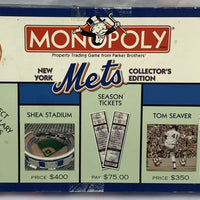 MONOPOLY
Property Trading Game from Parker Brothers®
NEW YORK Mets COLLECTOR'S EDITION
SEASON TICKETS
SHEA STADIUM
TOM SEAVER
PRICE $400
PAY $75.00
PRICE $350